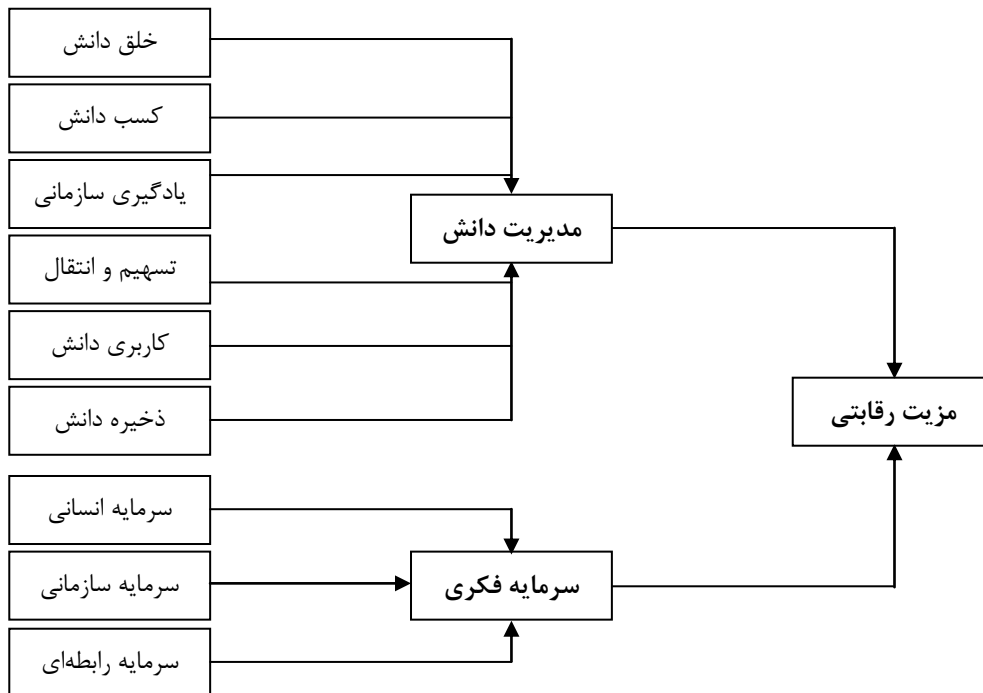 خلق دانش
کسب دانش
یادگیری سازمانی
مدیریت دانش
تسهیم و انتقال
کاربری دانش
ذخیره دانش
مزیت رقابتی
سرمایه انسانی
سرمایه سازمانی
سرمایه فکری
سرمایه رابطه‌ای